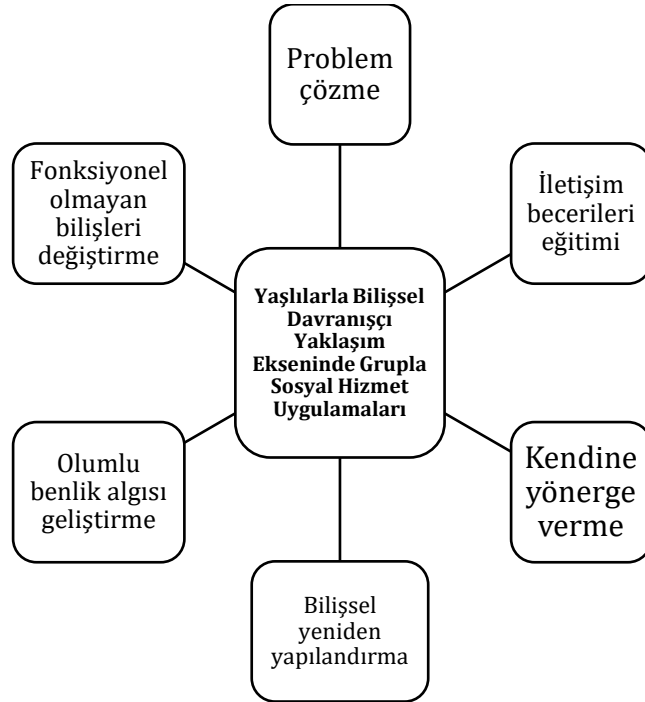 Problem
çözme
İletişim
becerileri
eğitimi
Kendine
yönerge
verme
Bilişsel
yeniden
yapılandırma
Olumlu
benlik algısı
geliştirme
Fonksiyonel
olmayan
bilişleri
değiştirme
Yaşlılarla Bilişsel
Davranışçı
Yaklaşım
Ekseninde Grupla
Sosyal Hizmet
Uygulamaları